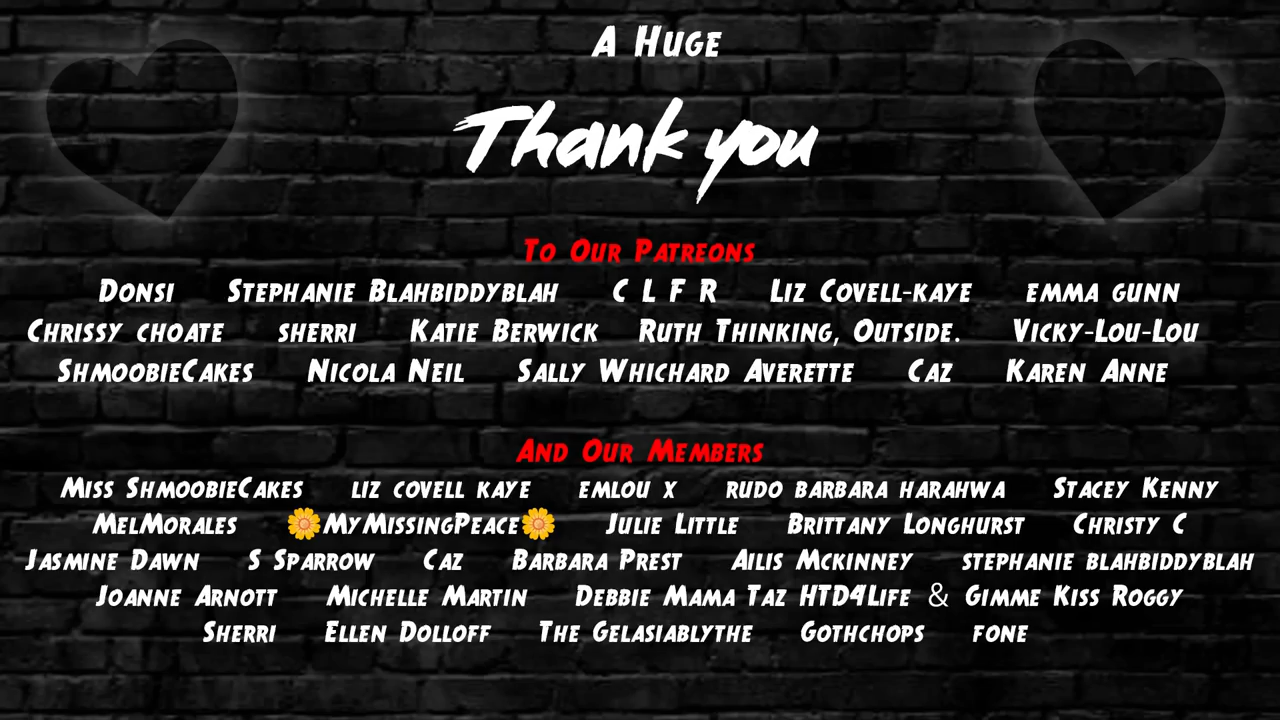 A Huge
Thank you
To Our Patreons
Donsi Stephanie Blahbiddyblah C L F R Liz Covell-kaye emma gunn
Chrissy choate sherri Katie Berwick Ruth Thinking, Outside. Vicky-Lou-Lou
ShmoobieCakes Nicola Neil Sally Whichard Averette Caz Karen Anne
And Our Members
Miss ShmoobieCakes liz covell kaye emlou x rudo barbara harahwa Stacey Kenny
MelMorales 🌼MyMissingPeace🌼 Julie Little Brittany Longhurst Christy C
Jasmine Dawn S Sparrow Caz Barbara Prest Ailis Mckinney stephanie blahbiddyblah
Joanne Arnott Michelle Martin Debbie Mama Taz HTD4Life & Gimme Kiss Roggy
Sherri Ellen Dolloff The Gelasiablythe Gothchops fone